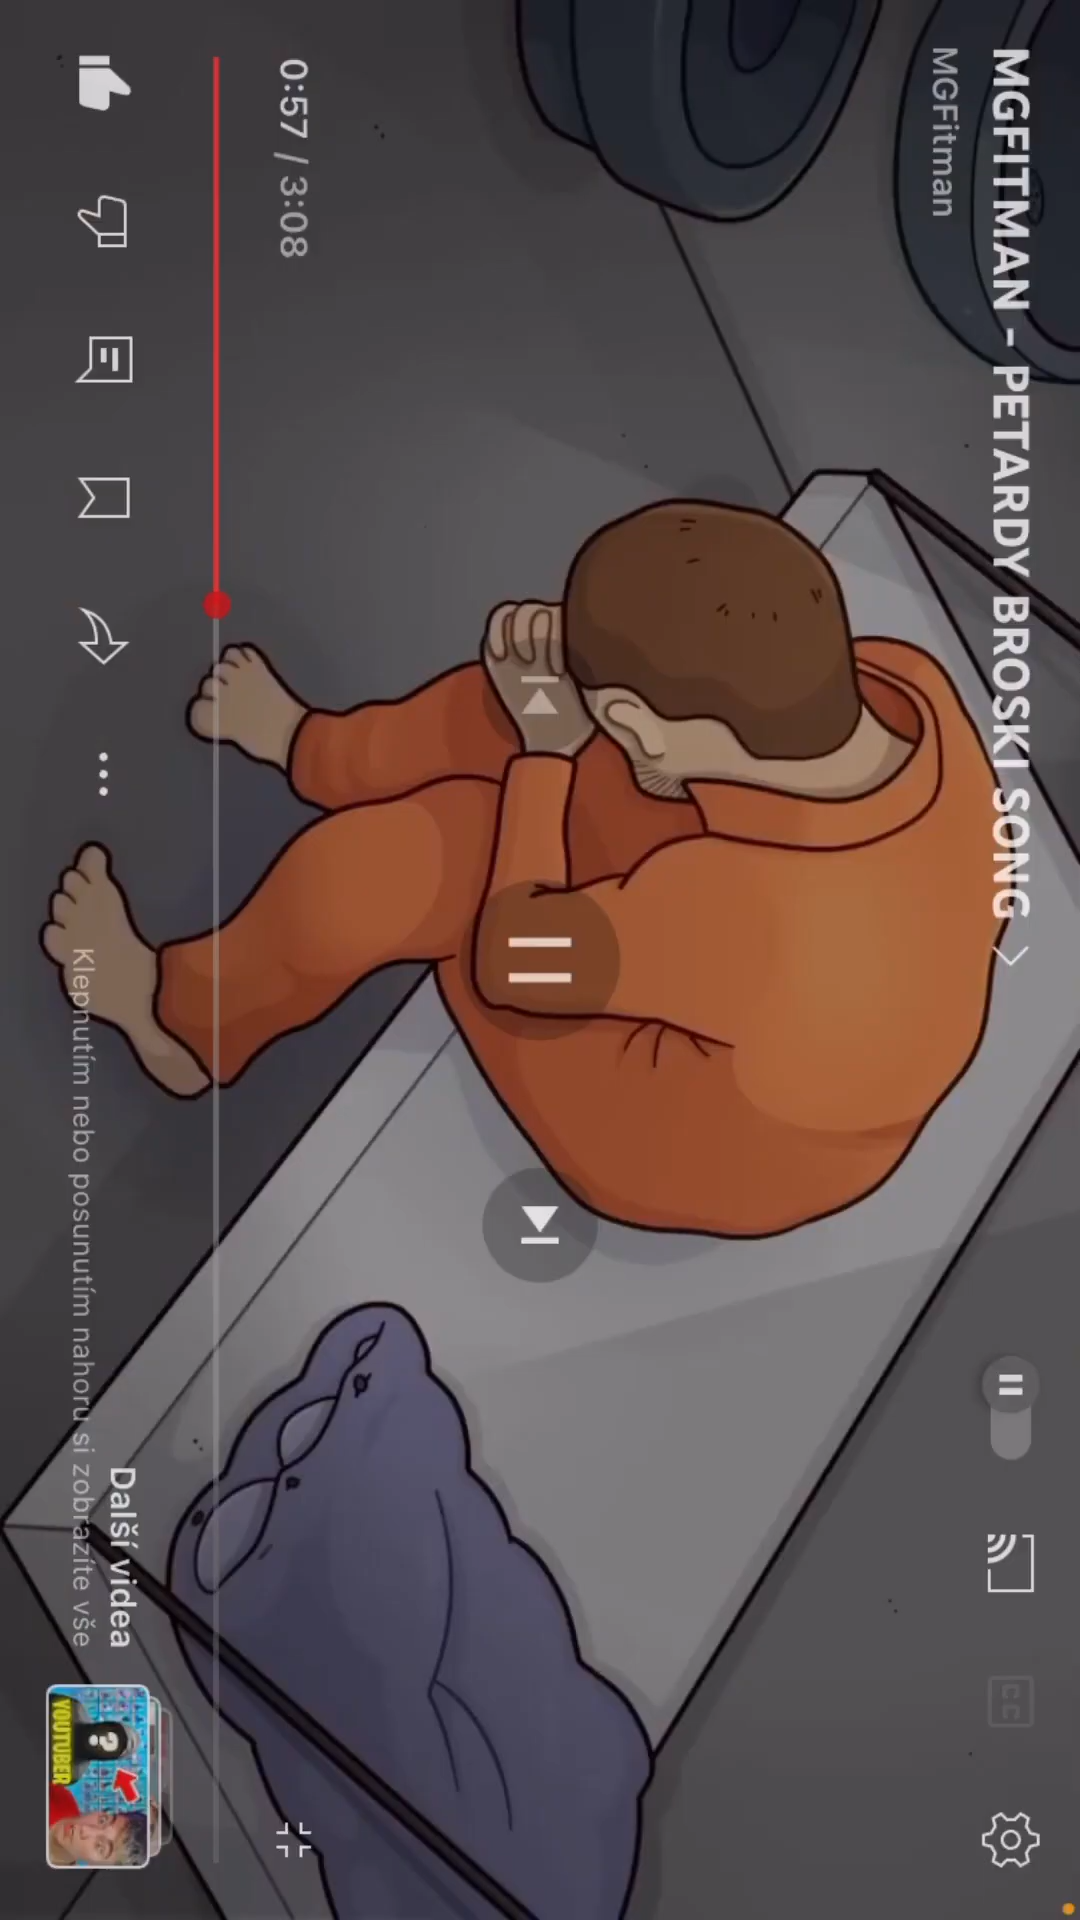 MGFITMAN - PETARDY BROSKI SONG
MGFitman
CC
0:57 / 3:08
Další videa
Klepnutím nebo posunutím nahoru si zobrazíte vše
?
YOUTUBER